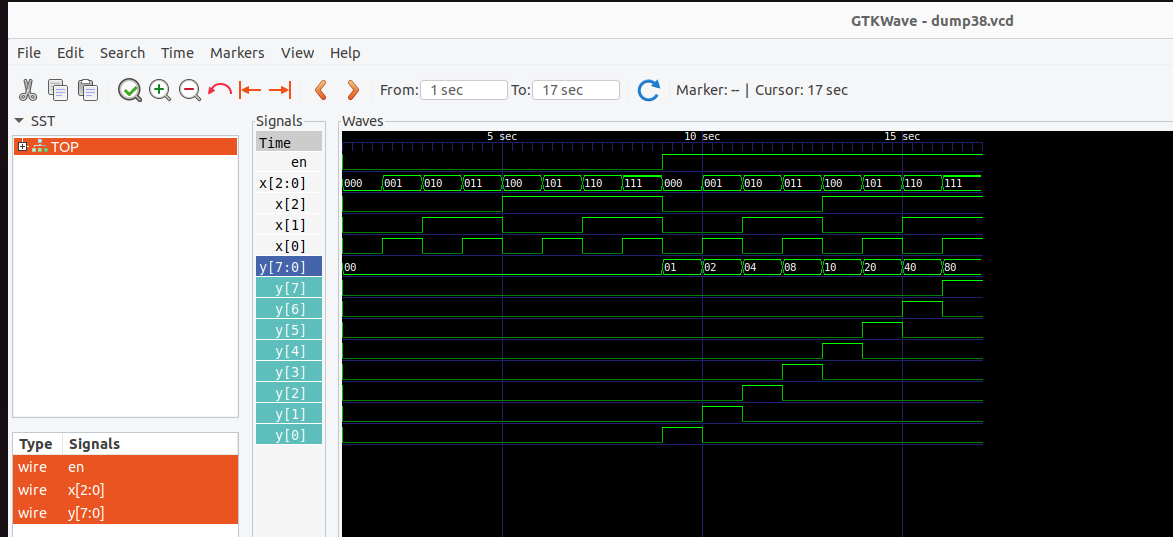 GTKWave - dump38.vcd
File Edit Search Time Markers View Help
From: 1 sec To: 17 sec Marker: -- | Cursor: 17 sec
SST
TOP
Type Signals
wire en
wire x[2:0]
wire y[7:0]
Signals
Time
en
x[2:0]
x[2]
x[1]
x[0]
y[7:0]
y[7]
y[6]
y[5]
y[4]
y[3]
y[2]
y[1]
y[0]
Waves
5 sec 10 sec 15 sec
000 001 010 011 100 101 110 111 000 001 010 011 100 101 110 111
00 01 02 04 08 10 20 40 80